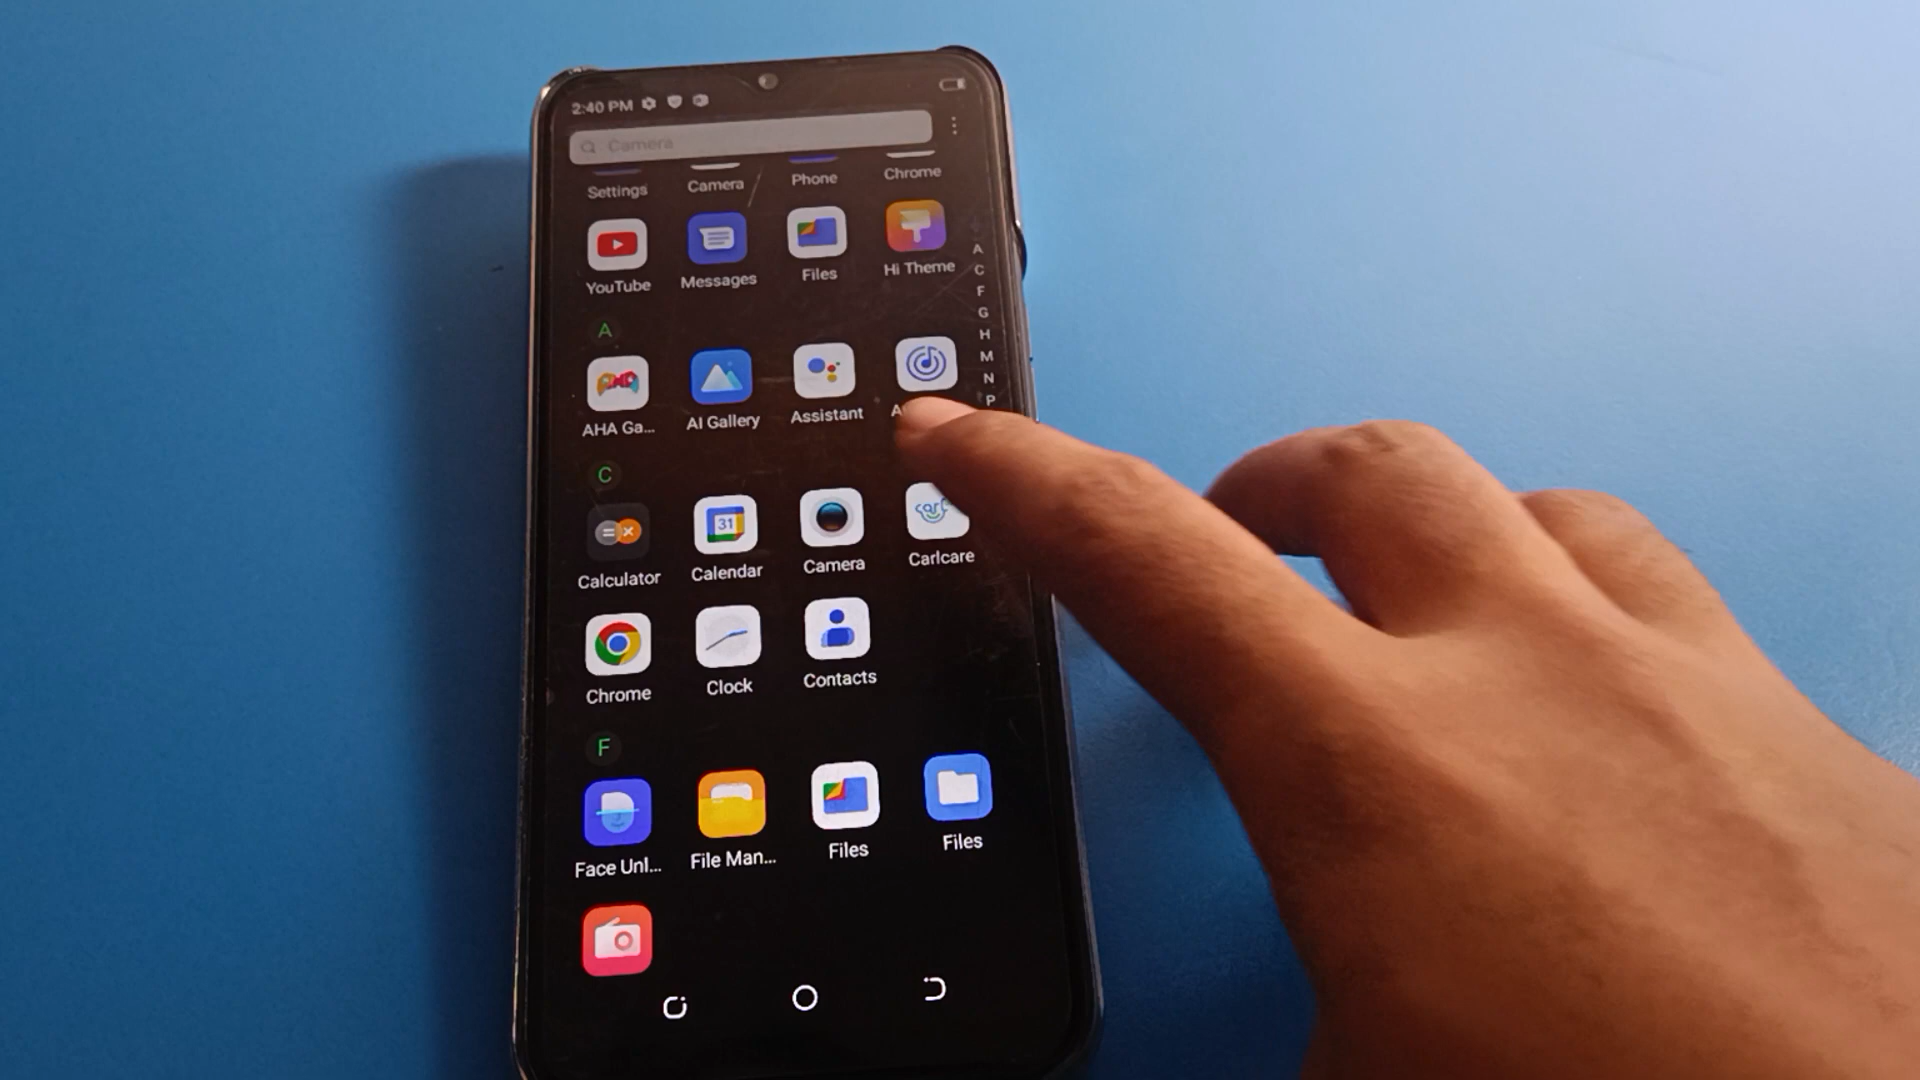 2:40 PM
Camera
Settings Camera Phone Chrome
YouTube Messages Files Hi Theme
A
C
F
G
H
M
N
P
A
AHA Ga... AI Gallery Assistant
C
31
Calculator Calendar Camera Carlcare
Chrome Clock Contacts
F
Face Unl... File Man... Files Files